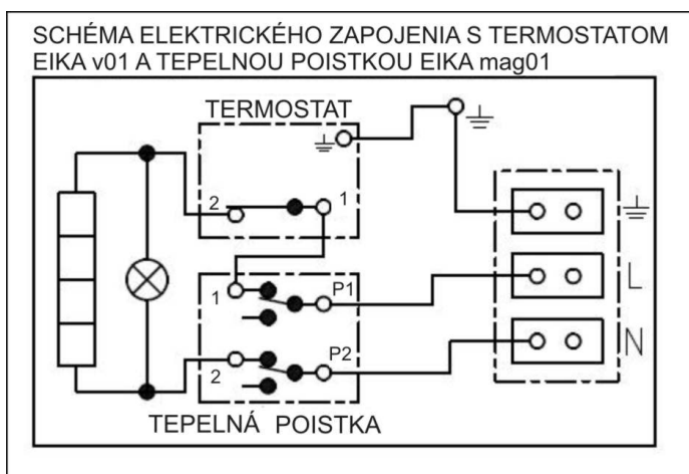 SCHÉMA ELEKTRICKÉHO ZAPOJENIA S TERMOSTATOM
EIKA v01 A TEPELNOU POISTKOU EIKA mag01
TERMOSTAT
2
1
1
P1
L
2
P2
N
TEPELNÁ POISTKA